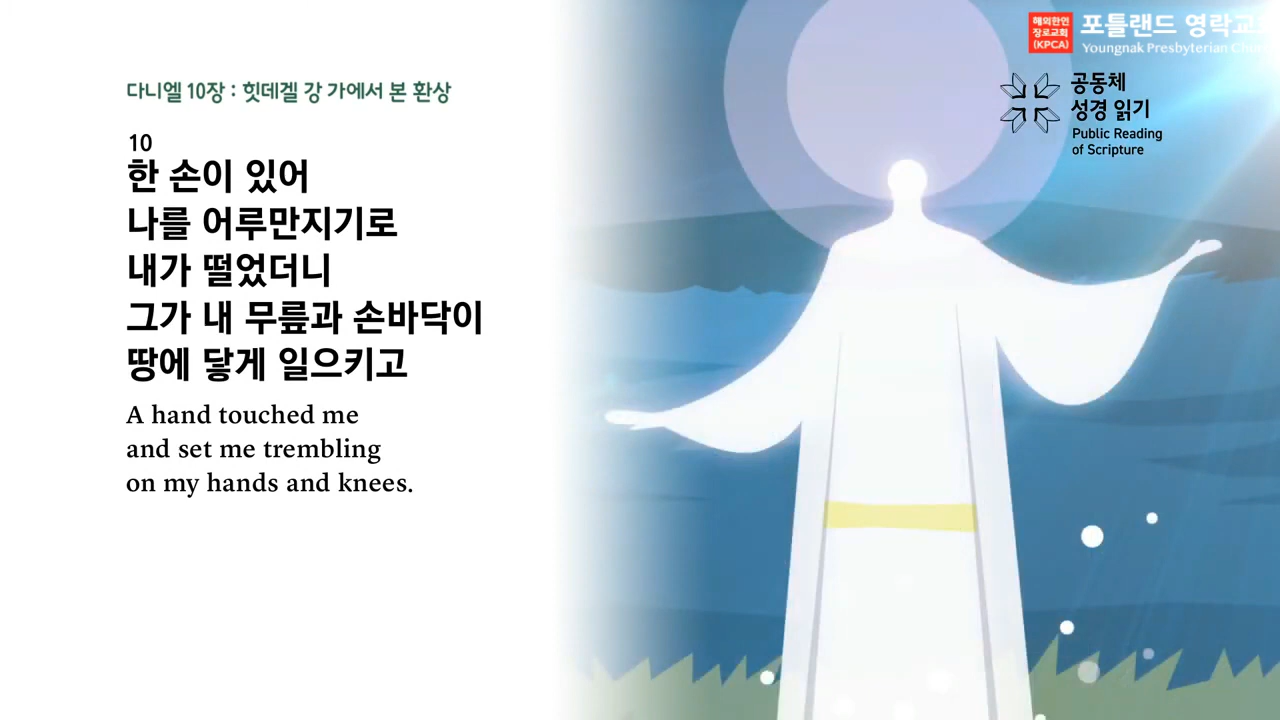 다니엘 10장 : 힛데겔 강 가에서 본 환상
10
한 손이 있어
나를 어루만지기로
내가 떨었더니
그가 내 무릎과 손바닥이
땅에 닿게 일으키고
A hand touched me
and set me trembling
on my hands and knees.
해외한인
장로교회
(KPCA)
포틀랜드 영락교
Youngnak Presbyterian
공동체
성경 읽기
Public Reading
of Scripture